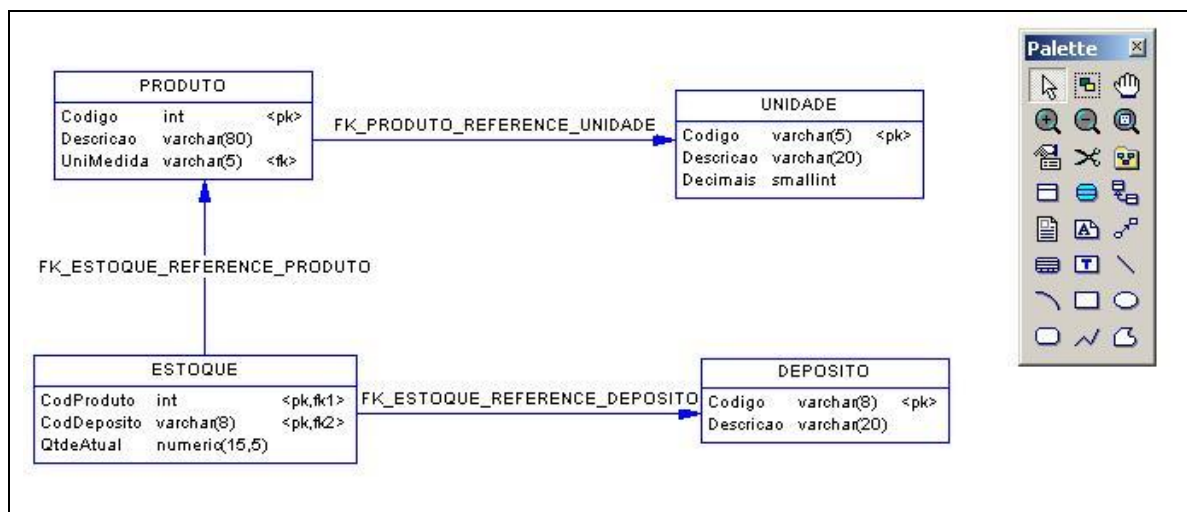 PRODUTO
Codigo int <pk>
Descricao varchar(80)
UniMedida varchar(5) <fk>
FK_PRODUTO_REFERENCE_UNIDADE
UNIDADE
Codigo varchar(5) <pk>
Descricao varchar(20)
Decimais smallint
Palette
A
T
FK_ESTOQUE_REFERENCE_PRODUTO
ESTOQUE
CodProduto int <pk,fk1>
CodDeposito varchar(8) <pk,fk2>
QtdeAtual numeric(15,5)
FK_ESTOQUE_REFERENCE_DEPOSITO
DEPOSITO
Codigo varchar(8) <pk>
Descricao varchar(20)